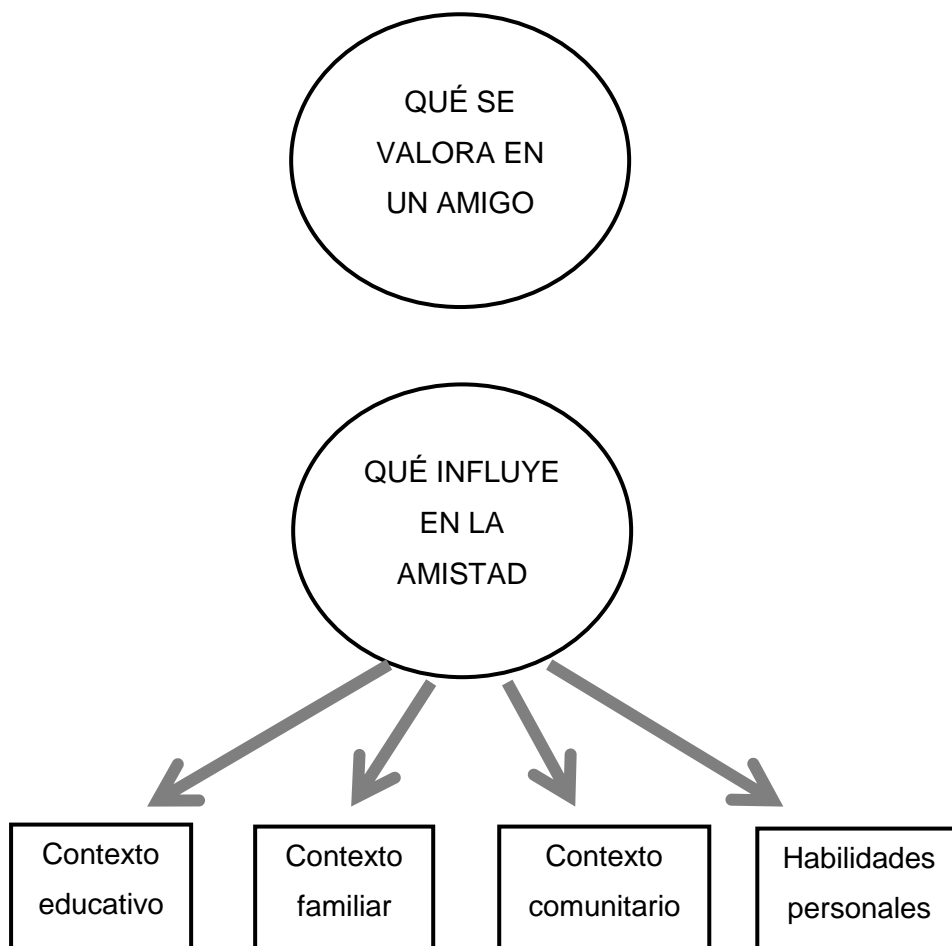 QUÉ SE
VALORA EN
UN AMIGO
QUÉ INFLUYE
EN LA
AMISTAD
Contexto
educativo
Contexto
familiar
Contexto
comunitario
Habilidades
personales